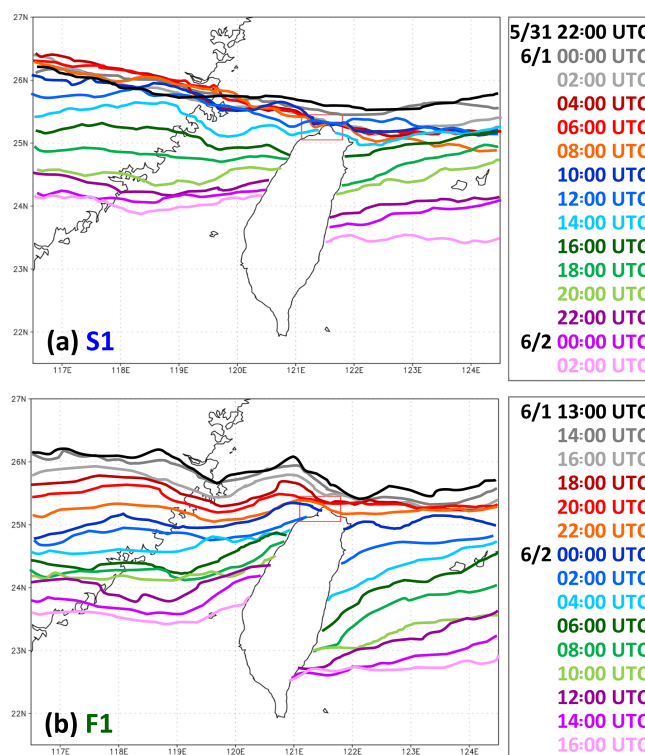 5/31 22:00 UTC
6/1 00:00 UTC
02:00 UTC
04:00 UTC
06:00 UTC
08:00 UTC
10:00 UTC
12:00 UTC
14:00 UTC
16:00 UTC
18:00 UTC
20:00 UTC
22:00 UTC
6/2 00:00 UTC
02:00 UTC
27N
26N
25N
24N
23N
22N
(a) S1
117E 118E 119E 120E 121E 122E 123E 124E
6/1 13:00 UTC
14:00 UTC
16:00 UTC
18:00 UTC
20:00 UTC
22:00 UTC
6/2 00:00 UTC
02:00 UTC
04:00 UTC
06:00 UTC
08:00 UTC
10:00 UTC
12:00 UTC
14:00 UTC
16:00 UTC
27N
26N
25N
24N
23N
22N
(b) F1
117E 118E 119E 120E 121E 122E 123E 124E